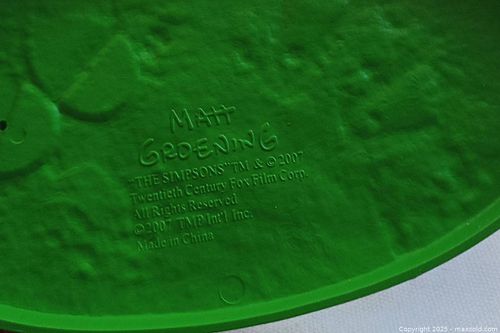 MATT
GROENING
"THE SIMPSONS" TM & ©2007
Twentieth Century Fox Film Corp.
All Rights Reserved
©2007 TMP Int'l Inc.
Made in China
Copyright 2025 - maxsold.com